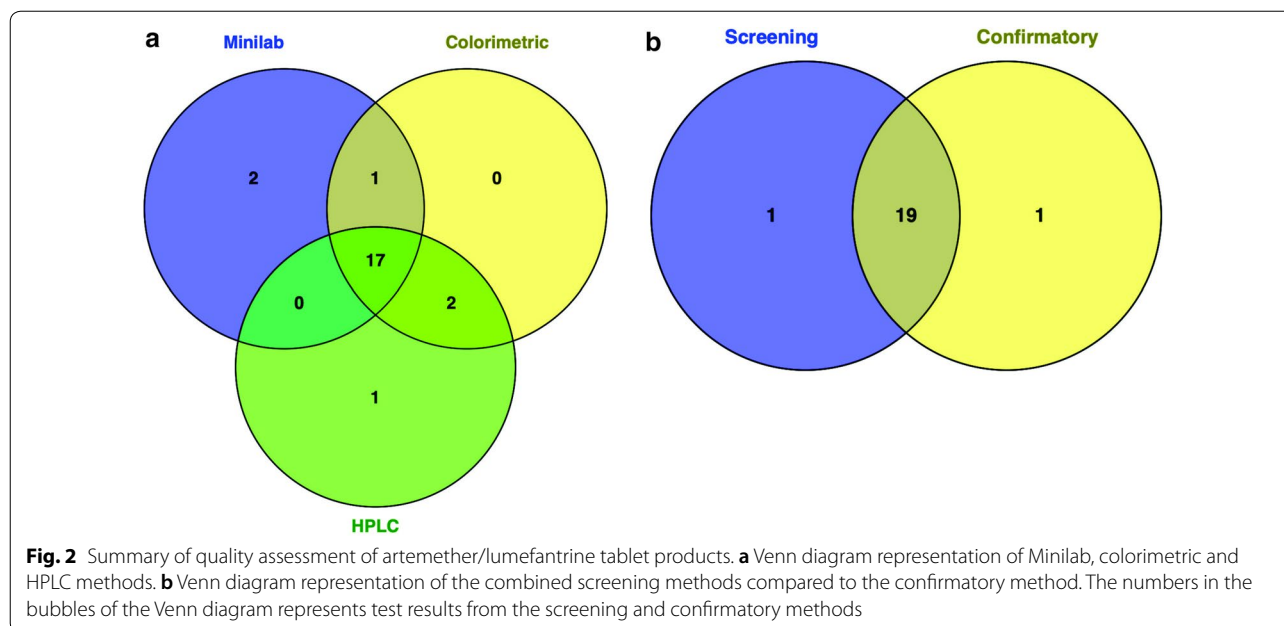 a
Minilab
Colorimetric
2
1
0
17
0
2
1
HPLC
b
Screening
Confirmatory
1
19
1
Fig. 2 Summary of quality assessment of artemether/lumefantrine tablet products. a Venn diagram representation of Minilab, colorimetric and
HPLC methods. b Venn diagram representation of the combined screening methods compared to the confirmatory method. The numbers in the
bubbles of the Venn diagram represents test results from the screening and confirmatory methods